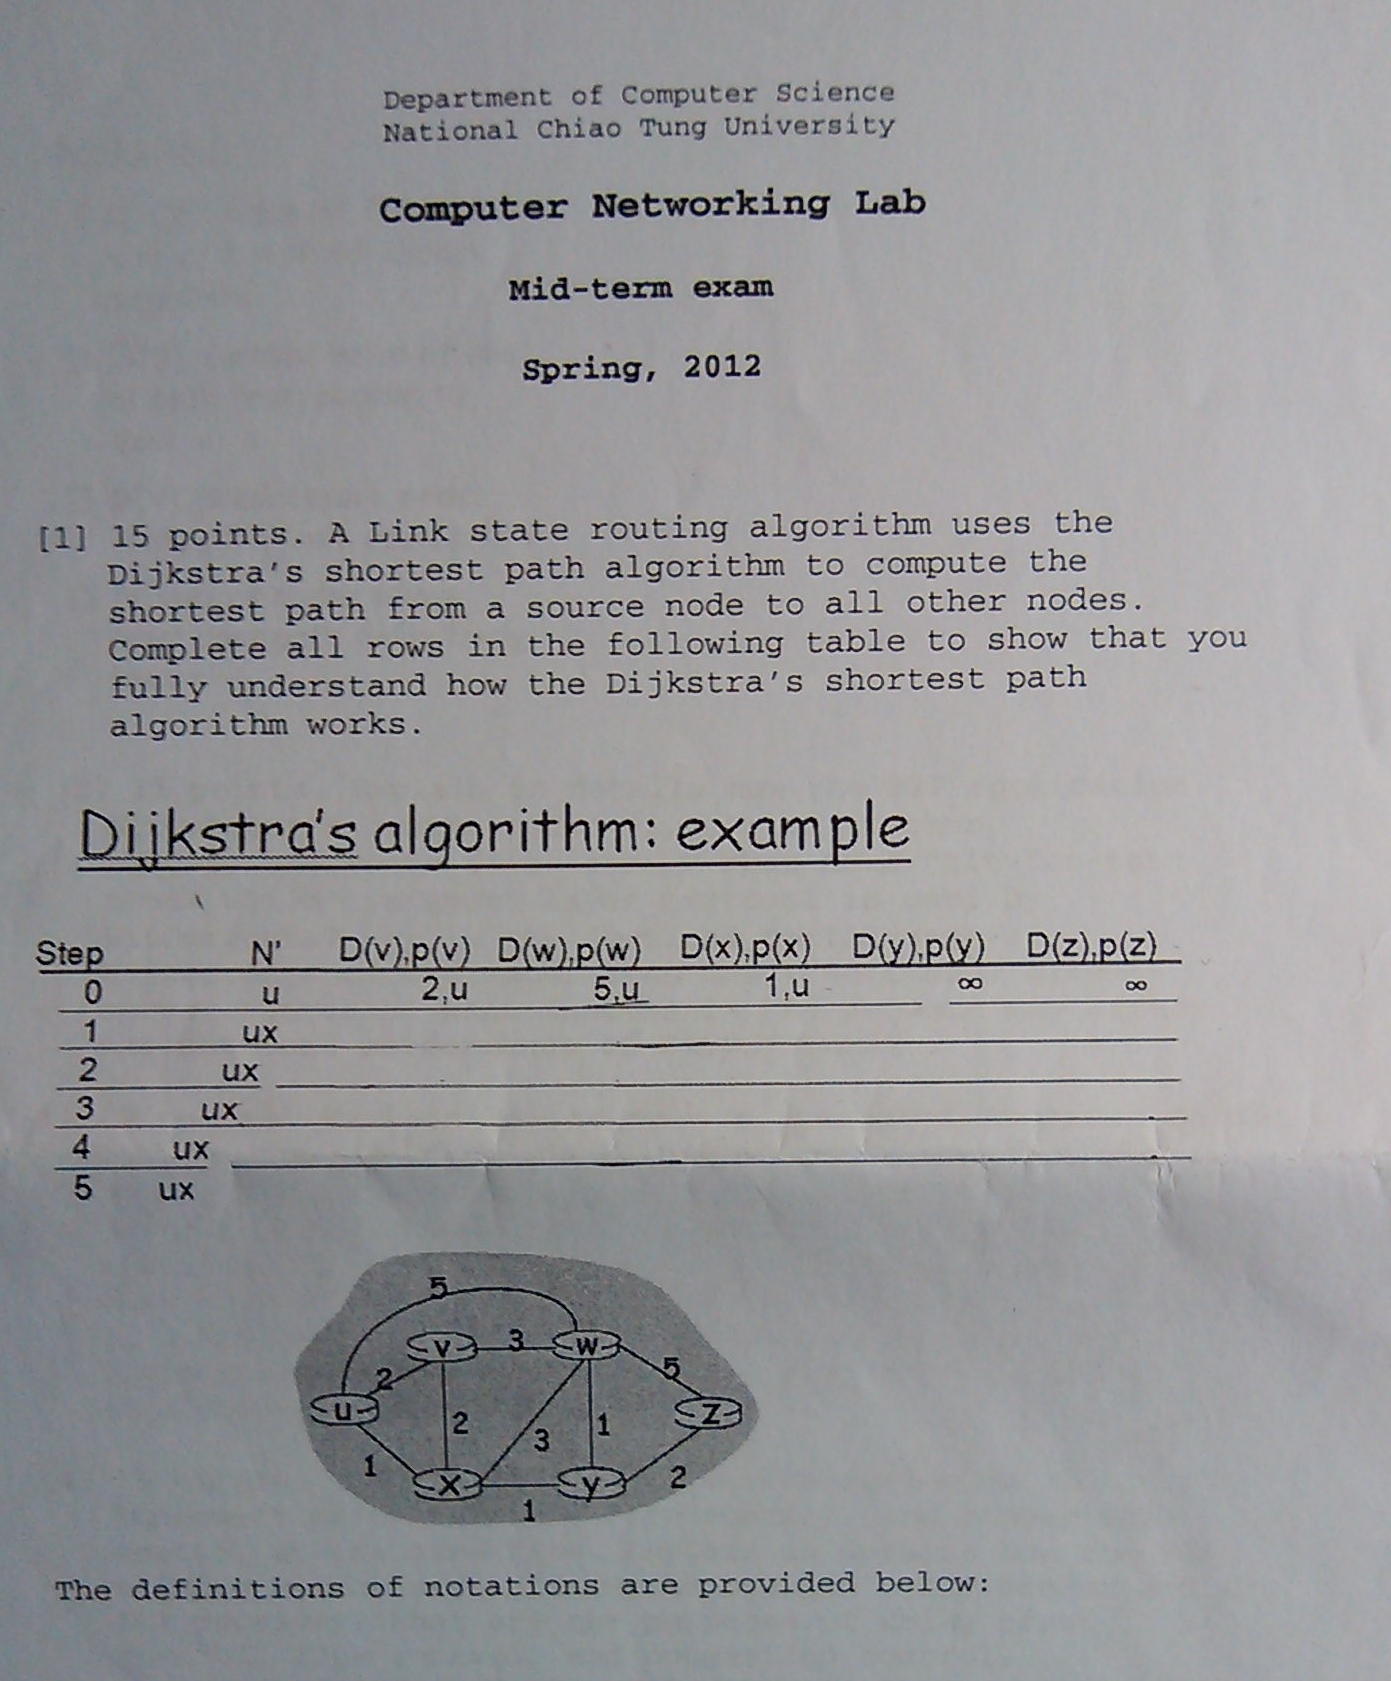 Department of Computer Science
National Chiao Tung University
Computer Networking Lab
Mid-term exam
Spring, 2012
[1] 15 points. A Link state routing algorithm uses the
Dijkstra's shortest path algorithm to compute the
shortest path from a source node to all other nodes.
Complete all rows in the following table to show that you
fully understand how the Dijkstra's shortest path
algorithm works.
Dijkstra's algorithm: example
Step N' D(v),p(v) D(w),p(w) D(x),p(x) D(y),p(y) D(z),p(z)
0 u 2,u 5,u 1,u ∞ ∞
1 ux
2 ux
3 ux
4 ux
5 ux
5
v 3 w
2 5
u 2 3 1 z
1 2
x 1 y
The definitions of notations are provided below: